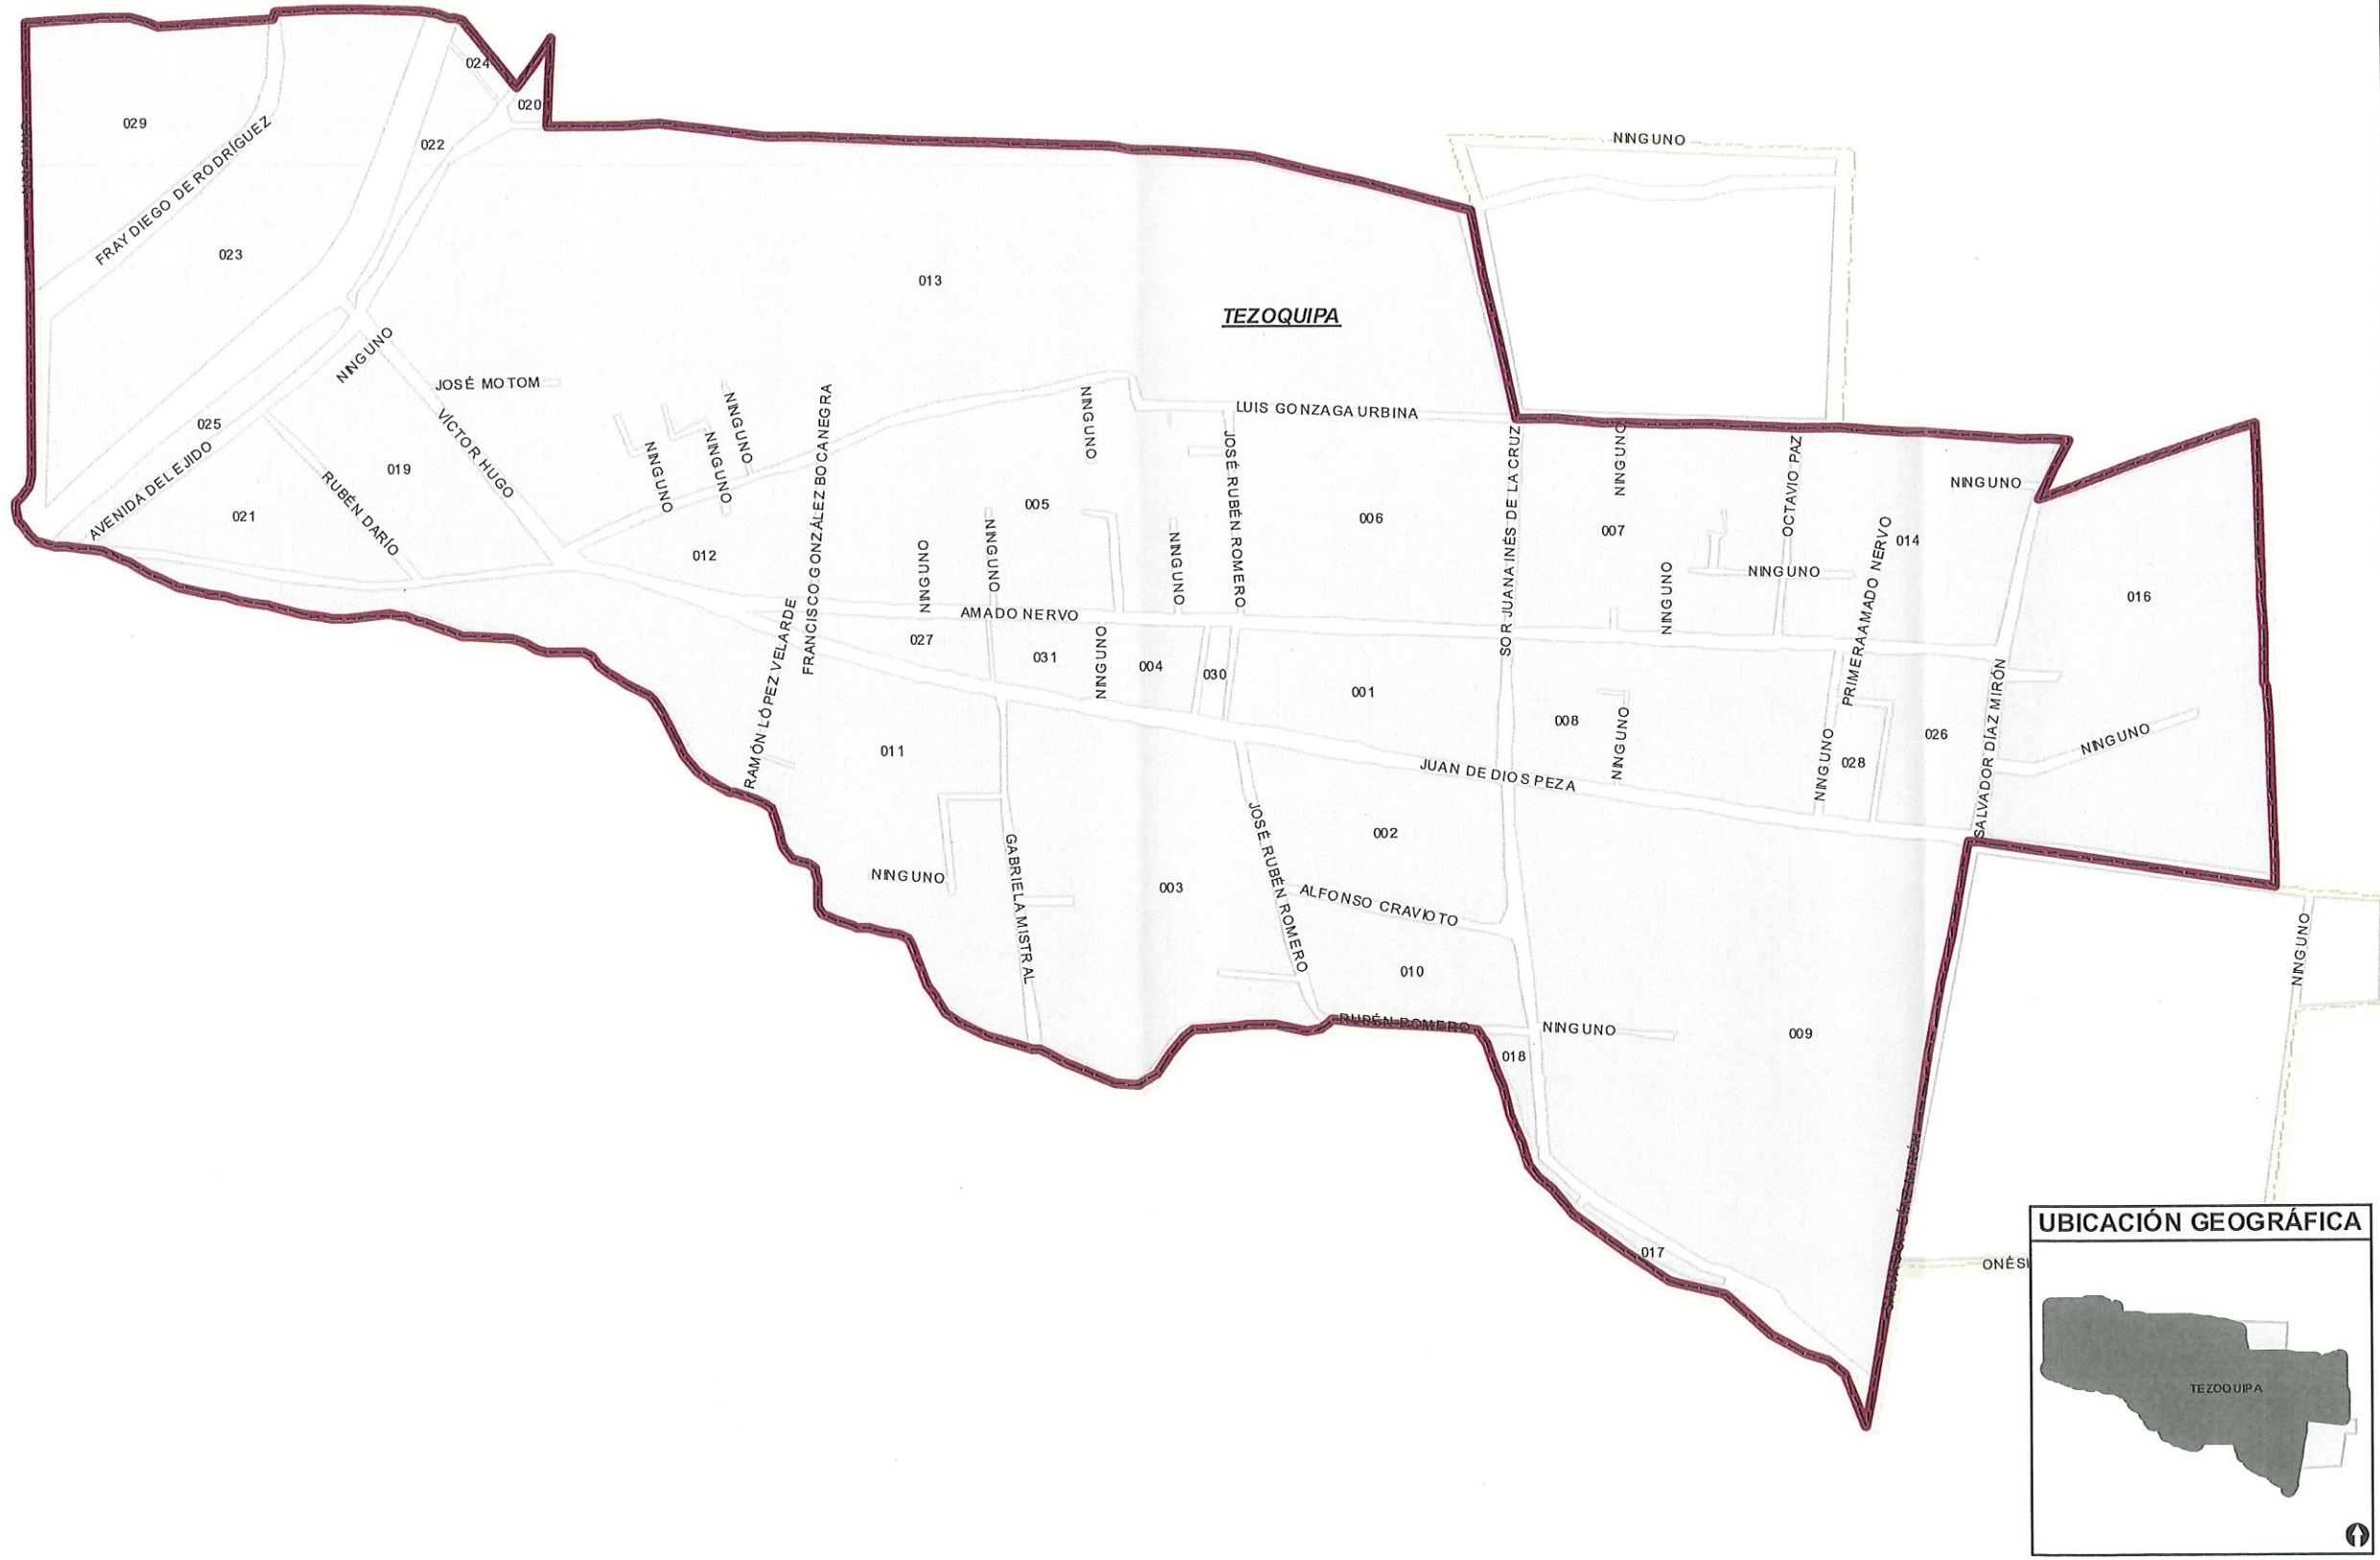 024
020
029
022
NINGUNO
FRAY DIEGO DE RODRÍGUEZ
023
013
TEZOQUIPA
NINGUNO
JOSÉ MOTOM
VÍCTOR HUGO
025
AVENIDA DEL EJIDO
019
RUBÉN DARÍO
021
NINGUNO
NINGUNO
NINGUNO
012
FRANCISCO GONZÁLEZ BOCANEGRA
RAMÓN LÓPEZ VELARDE
NINGUNO
005
NINGUNO
NINGUNO
NINGUNO
LUIS GONZAGA URBINA
JOSÉ RUBÉN ROMERO
006
SOR JUANA INÉS DE LA CRUZ
NINGUNO
007
NINGUNO
OCTAVIO PAZ
NINGUNO
PRIMERA AMADO NERVO
014
NINGUNO
016
AMADO NERVO
027
031
NINGUNO
004
030
001
008
NINGUNO
NINGUNO
028
026
SALVADOR DÍAZ MIRÓN
NINGUNO
011
JUAN DE DIOS PEZA
002
NINGUNO
GABRIELA MISTRAL
003
JOSÉ RUBÉN ROMERO
ALFONSO CRAVIOTO
010
RUBÉN ROMERO
NINGUNO
018
009
NINGUNO
017
SALVADOR DÍAZ MIRÓN
ONÉSI
UBICACIÓN GEOGRÁFICA
TEZOQUIPA